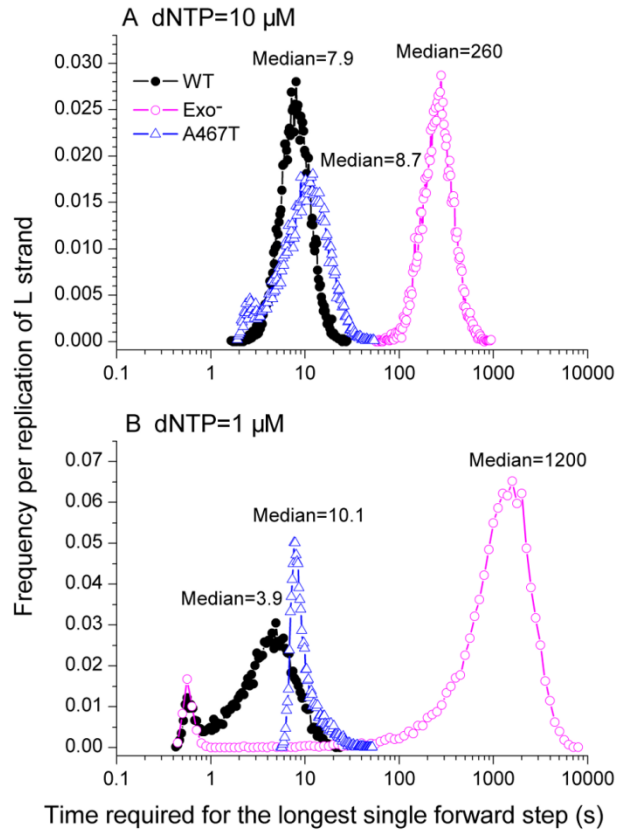 A dNTP=10 µM
Median=7.9
Median=260
WT
Exo⁻
A467T
Median=8.7
0.030
0.025
0.020
0.015
0.010
0.005
0.000
0.1 1 10 100 1000 10000
B dNTP=1 µM
Median=1200
Median=10.1
Median=3.9
0.07
0.06
0.05
0.04
0.03
0.02
0.01
0.00
0.1 1 10 100 1000 10000
Frequency per replication of L strand
Time required for the longest single forward step (s)